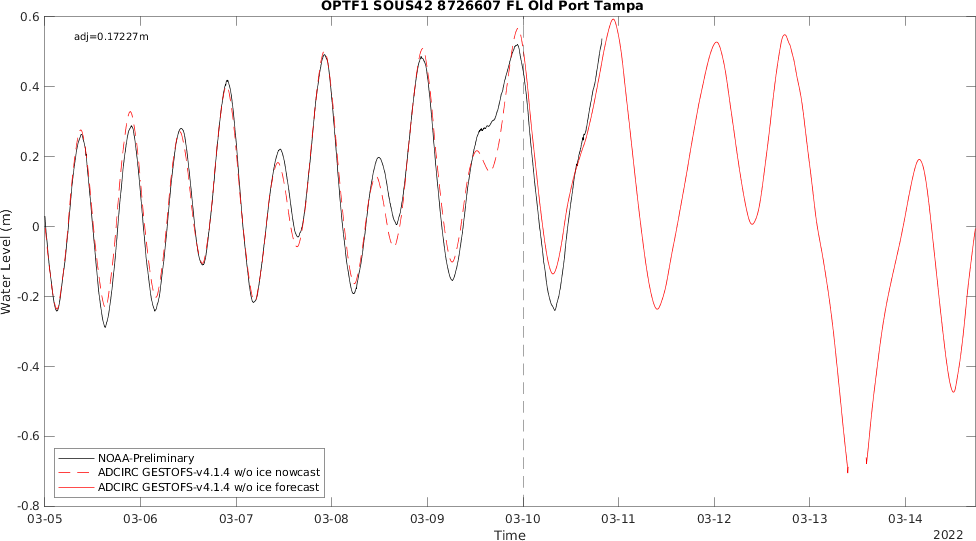 OPTF1 SOUS42 8726607 FL Old Port Tampa
adj=0.17227m
0.6
0.4
0.2
0
-0.2
-0.4
-0.6
-0.8
Water Level (m)
NOAA-Preliminary
ADCIRC GESTOFS-v4.1.4 w/o ice nowcast
ADCIRC GESTOFS-v4.1.4 w/o ice forecast
03-05 03-06 03-07 03-08 03-09 03-10 03-11 03-12 03-13 03-14
Time
2022